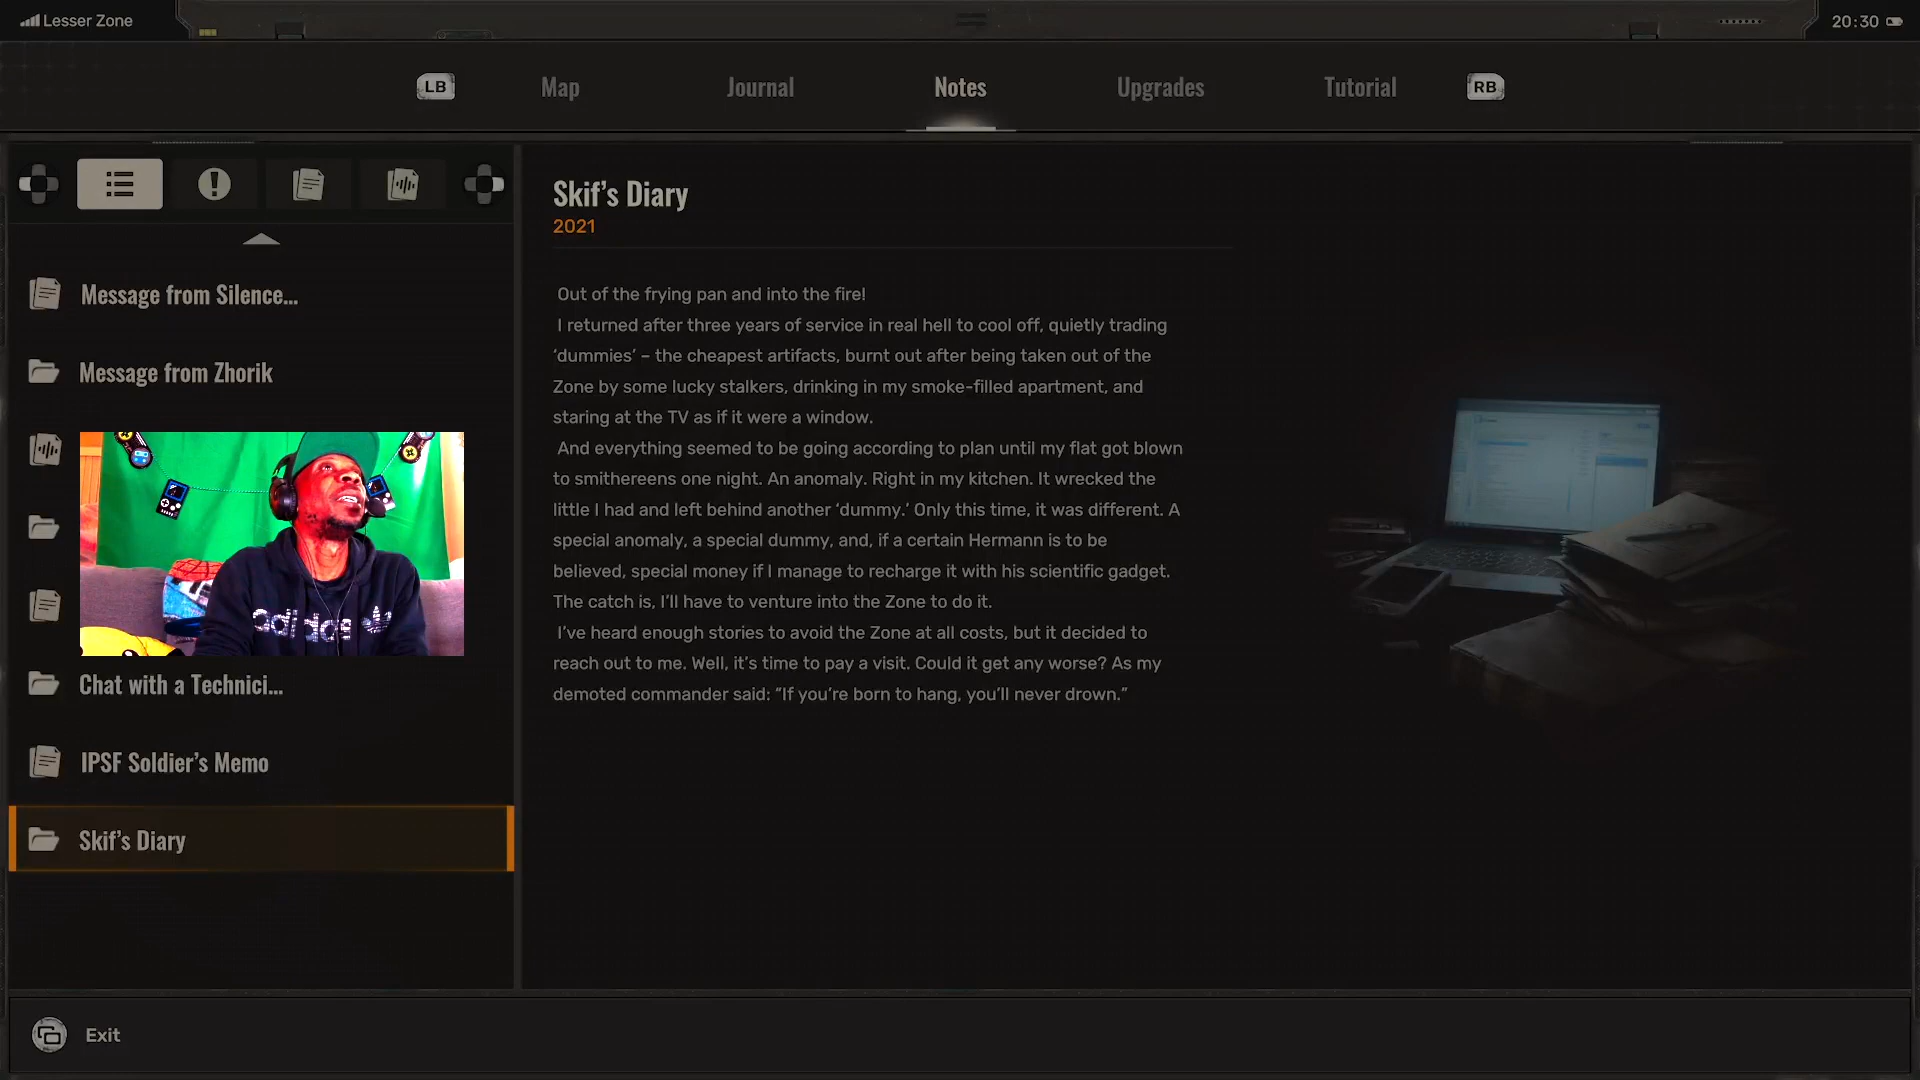 Lesser Zone
20:30
LB
Map
Journal
Notes
Upgrades
Tutorial
RB
Message from Silence...
Message from Zhorik
adidas
Chat with a Technici...
IPSF Soldier’s Memo
Skif’s Diary
Skif’s Diary
2021
Out of the frying pan and into the fire!
I returned after three years of service in real hell to cool off, quietly trading
‘dummies’ – the cheapest artifacts, burnt out after being taken out of the
Zone by some lucky stalkers, drinking in my smoke-filled apartment, and
staring at the TV as if it were a window.
And everything seemed to be going according to plan until my flat got blown
to smithereens one night. An anomaly. Right in my kitchen. It wrecked the
little I had and left behind another ‘dummy.’ Only this time, it was different. A
special anomaly, a special dummy, and, if a certain Hermann is to be
believed, special money if I manage to recharge it with his scientific gadget.
The catch is, I’ll have to venture into the Zone to do it.
I’ve heard enough stories to avoid the Zone at all costs, but it decided to
reach out to me. Well, it’s time to pay a visit. Could it get any worse? As my
demoted commander said: “If you’re born to hang, you’ll never drown.”
Exit